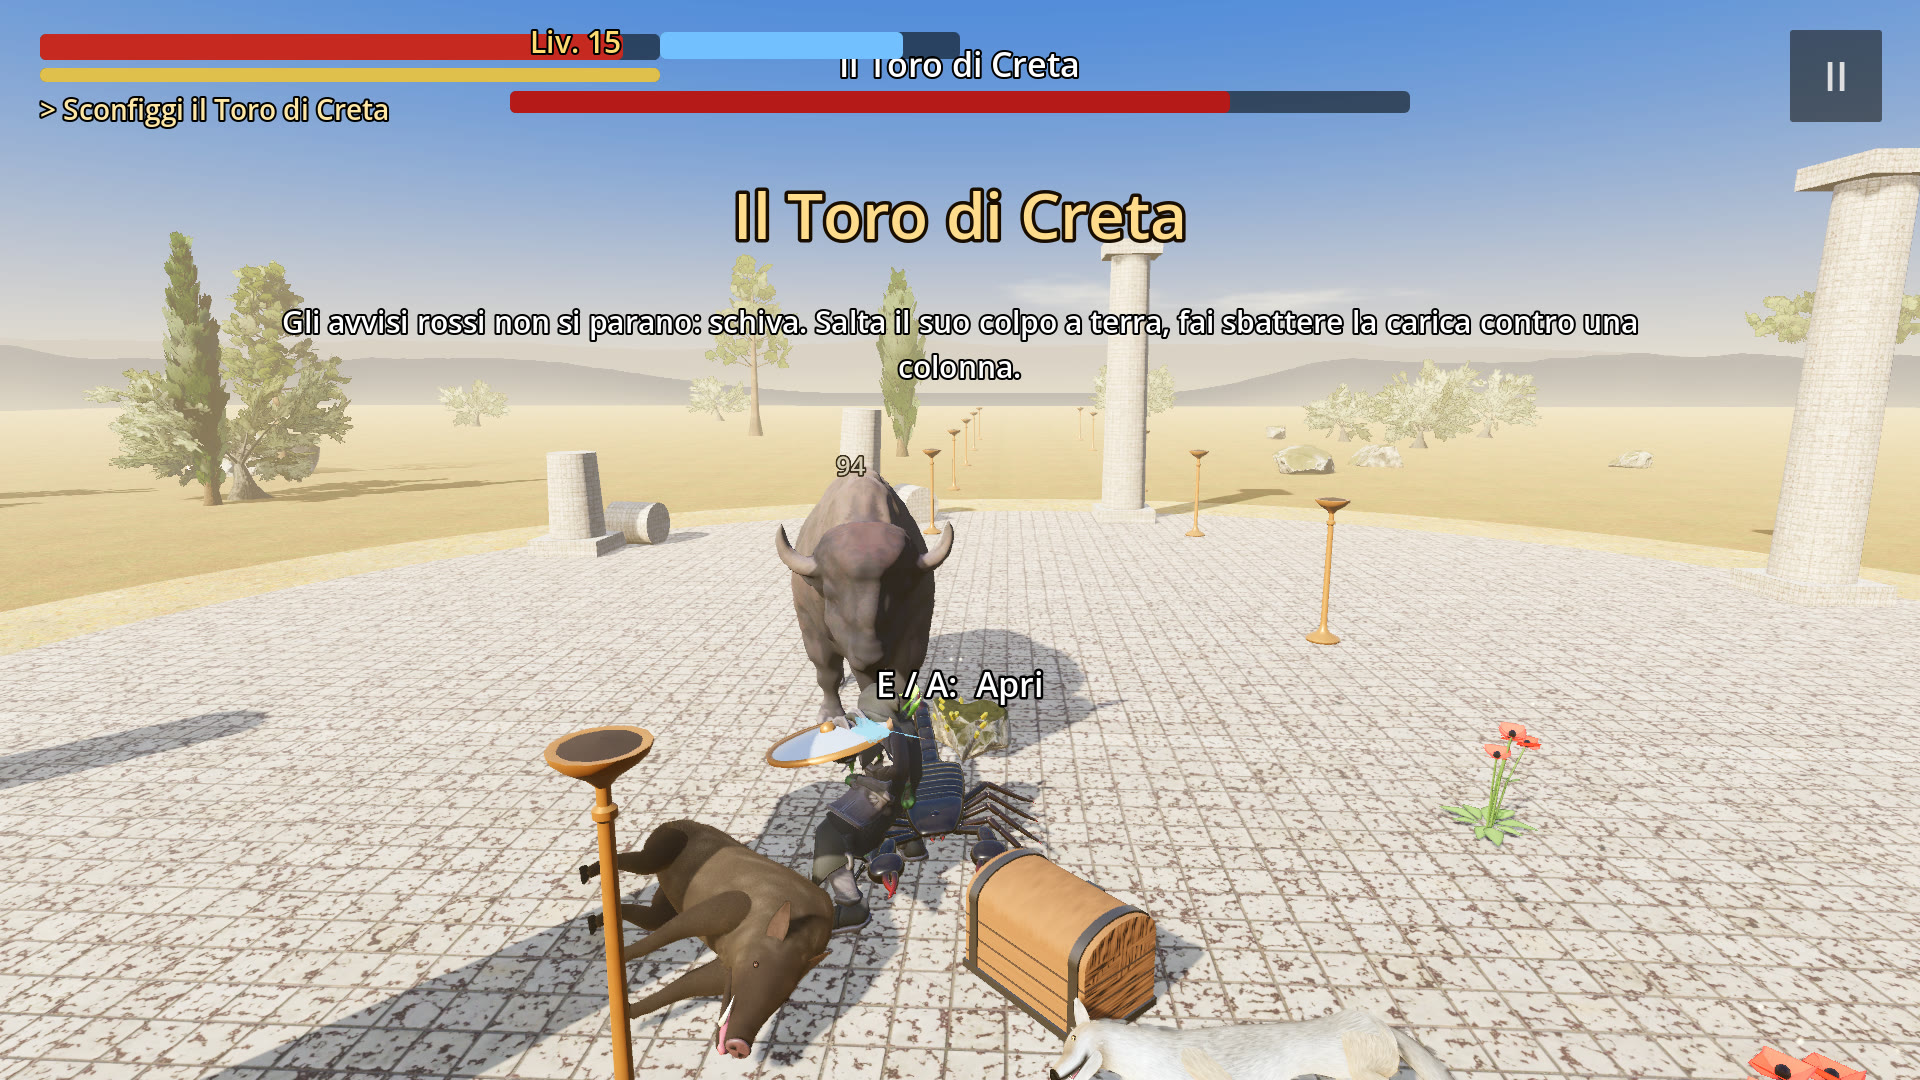 Liv. 15
Il Toro di Creta
> Sconfiggi il Toro di Creta
Il Toro di Creta
Gli avvisi rossi non si parano: schiva. Salta il suo colpo a terra, fai sbattere la carica contro una
colonna.
94
E / A: Apri